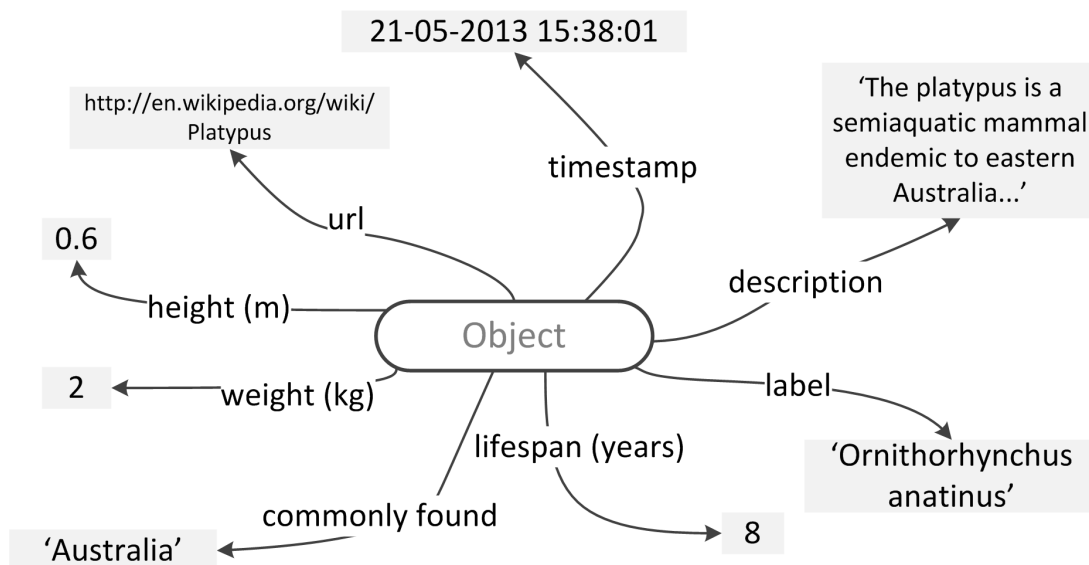 21-05-2013 15:38:01
http://en.wikipedia.org/wiki/
Platypus
‘The platypus is a
semiaquatic mammal
endemic to eastern
Australia...’
timestamp
url
0.6
description
height (m)
Object
2
weight (kg)
label
lifespan (years)
‘Ornithorhynchus
anatinus’
commonly found
8
‘Australia’